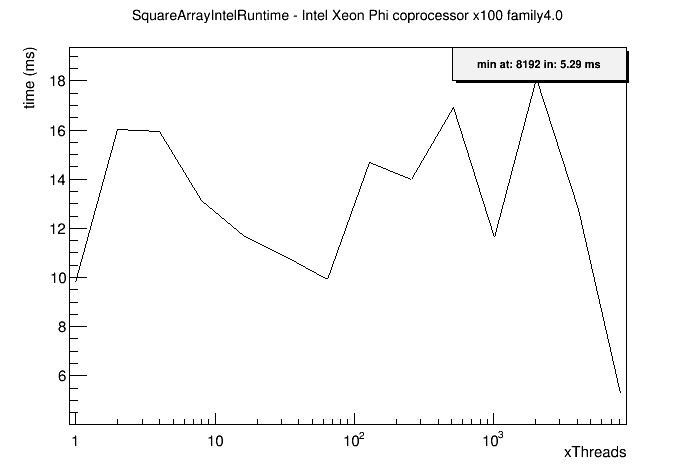 SquareArrayIntelRuntime - Intel Xeon Phi coprocessor x100 family4.0
time (ms)
min at: 8192 in: 5.29 ms
18
16
14
12
10
8
6
1 10 10² 10³
xThreads